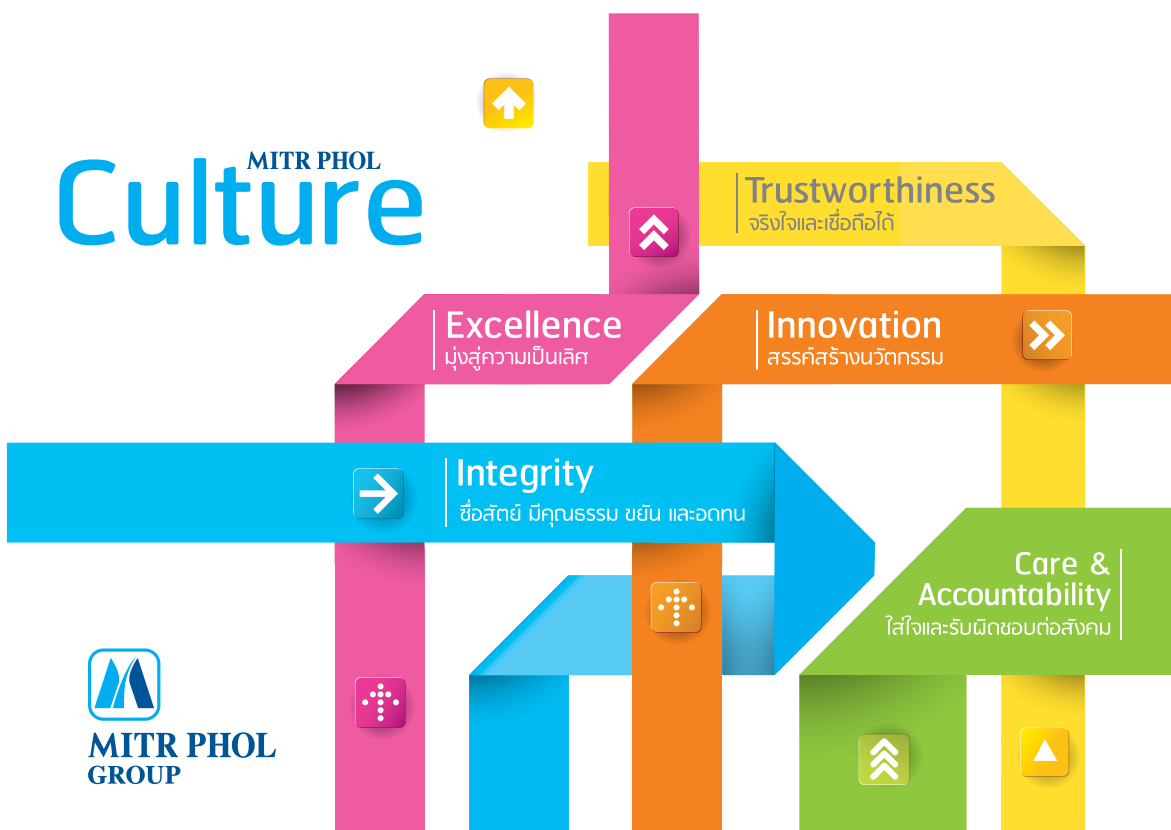 MITR PHOL
Culture
Trustworthiness
จริงใจและเชื่อถือได้
Excellence
มุ่งสู่ความเป็นเลิศ
Innovation
สรรค์สร้างนวัตกรรม
Integrity
ซื่อสัตย์ มีคุณธรรม ขยัน และอดทน
Care &
Accountability
ใส่ใจและรับผิดชอบต่อสังคม
MITR PHOL
GROUP